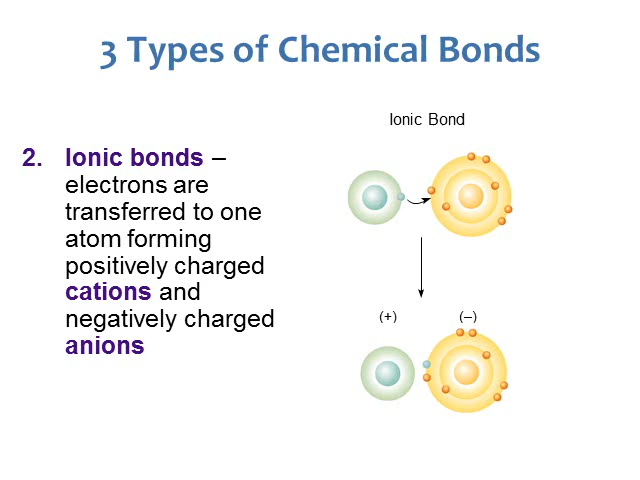 3 Types of Chemical Bonds
Ionic Bond
2. Ionic bonds –
electrons are
transferred to one
atom forming
positively charged
cations and
negatively charged
anions
(+) (–)